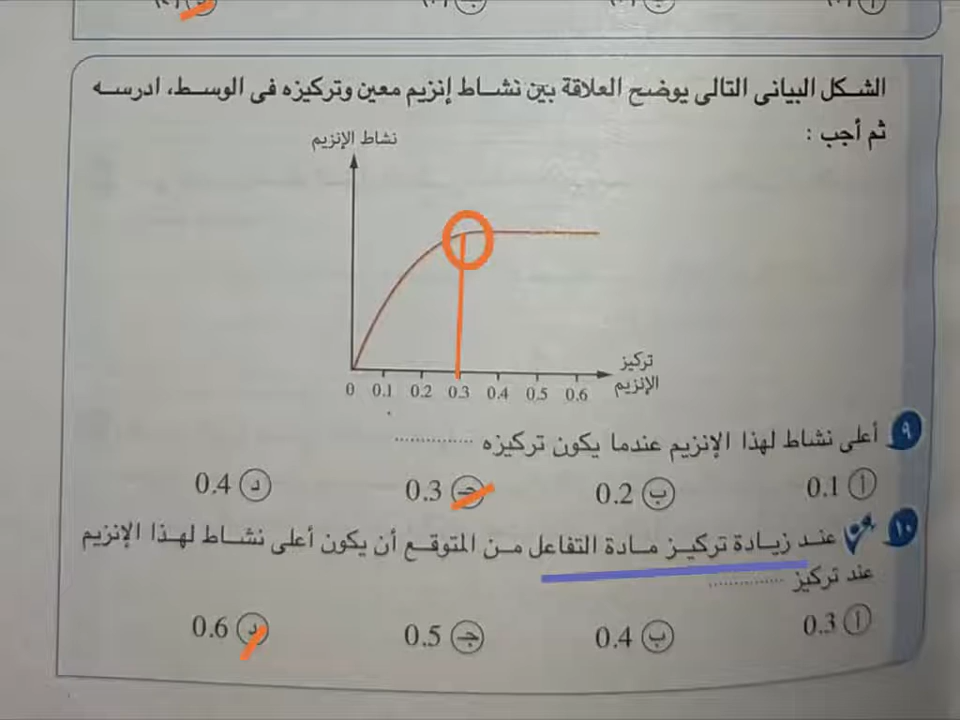 الشكل البيانى التالى يوضح العلاقة بين نشاط إنزيم معين وتركيزه فى الوسط، ادرسه
ثم أجب :
نشاط الإنزيم
تركيز
الإنزيم
0 0.1 0.2 0.3 0.4 0.5 0.6
٩ أعلى نشاط لهذا الإنزيم عندما يكون تركيزه ................
أ 0.1 ب 0.2 جـ 0.3 د 0.4
١٠ عند زيادة تركيز مادة التفاعل من المتوقع أن يكون أعلى نشاط لهذا الإنزيم
عند تركيز ................
أ 0.3 ب 0.4 جـ 0.5 د 0.6